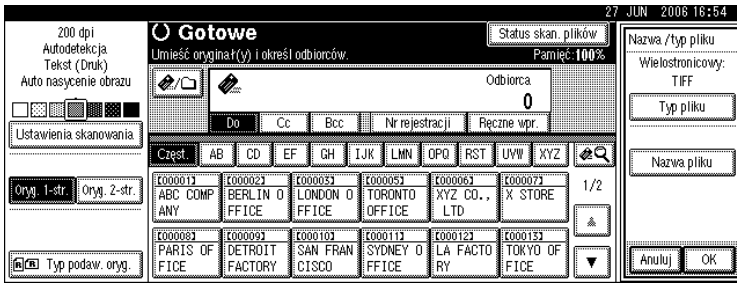 27 JUN 2006 16:54
200 dpi
Autodetekcja
Tekst (Druk)
Auto nasycenie obrazu
Ustawienia skanowania
Oryg. 1-str.
Oryg. 2-str.
Typ podaw. oryg.
Gotowe
Status skan. plików
Umieść oryginał(y) i określ odbiorców.
Pamięć:100%
Odbiorca
0
Do
Cc
Bcc
Nr rejestracji
Ręczne wpr.
Częst.
AB
CD
EF
GH
IJK
LMN
OPQ
RST
UVW
XYZ
[00001]
ABC COMP
ANY
[00002]
BERLIN O
FFICE
[00003]
LONDON O
FFICE
[00005]
TORONTO
OFFICE
[00006]
XYZ CO.,
LTD
[00007]
X STORE
1/2
[00008]
PARIS OF
FICE
[00009]
DETROIT
FACTORY
[00010]
SAN FRAN
CISCO
[00011]
SYDNEY O
FFICE
[00012]
LA FACTO
RY
[00013]
TOKYO OF
FICE
Nazwa /typ pliku
Wielostronicowy:
TIFF
Typ pliku
Nazwa pliku
Anuluj
OK